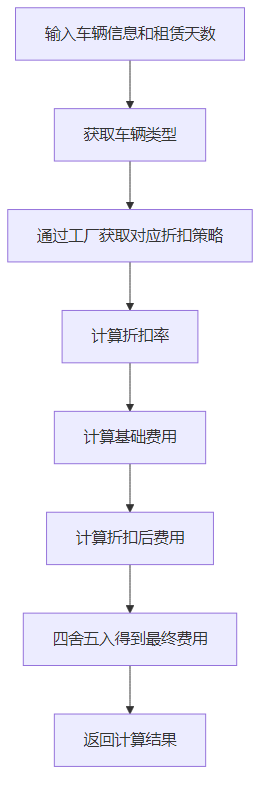 输入车辆信息和租赁天数
获取车辆类型
通过工厂获取对应折扣策略
计算折扣率
计算基础费用
计算折扣后费用
四舍五入得到最终费用
返回计算结果